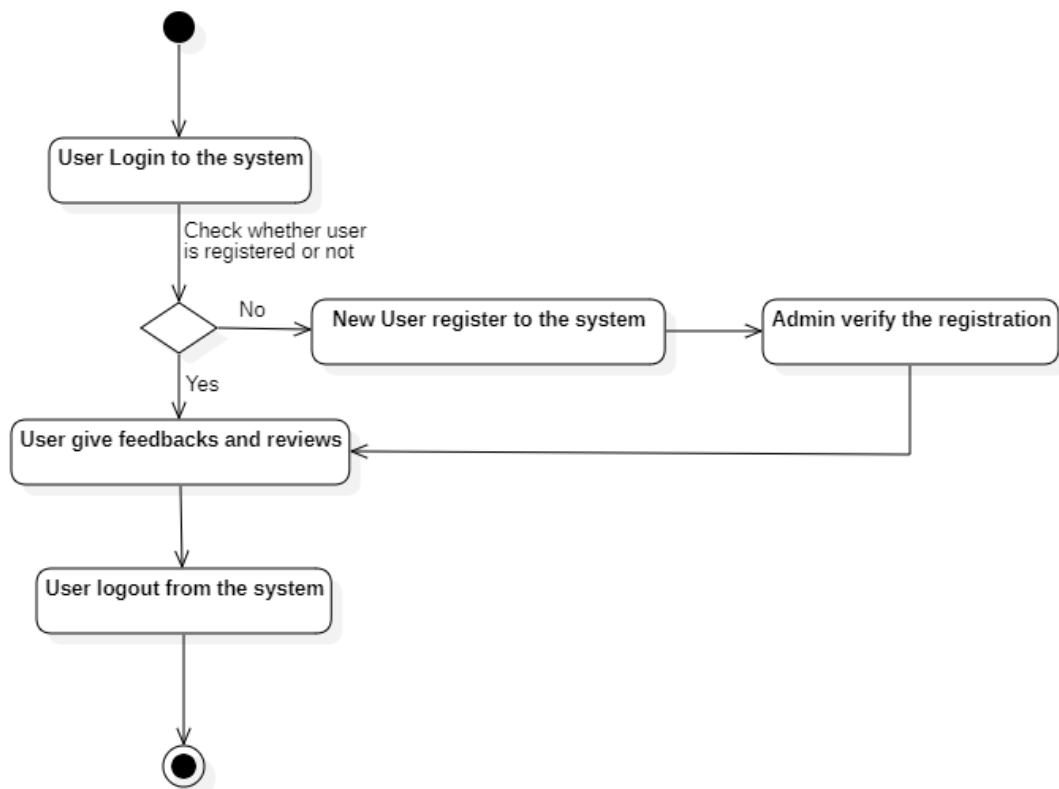 User Login to the system
Check whether user
is registered or not
No
New User register to the system
Admin verify the registration
Yes
User give feedbacks and reviews
User logout from the system